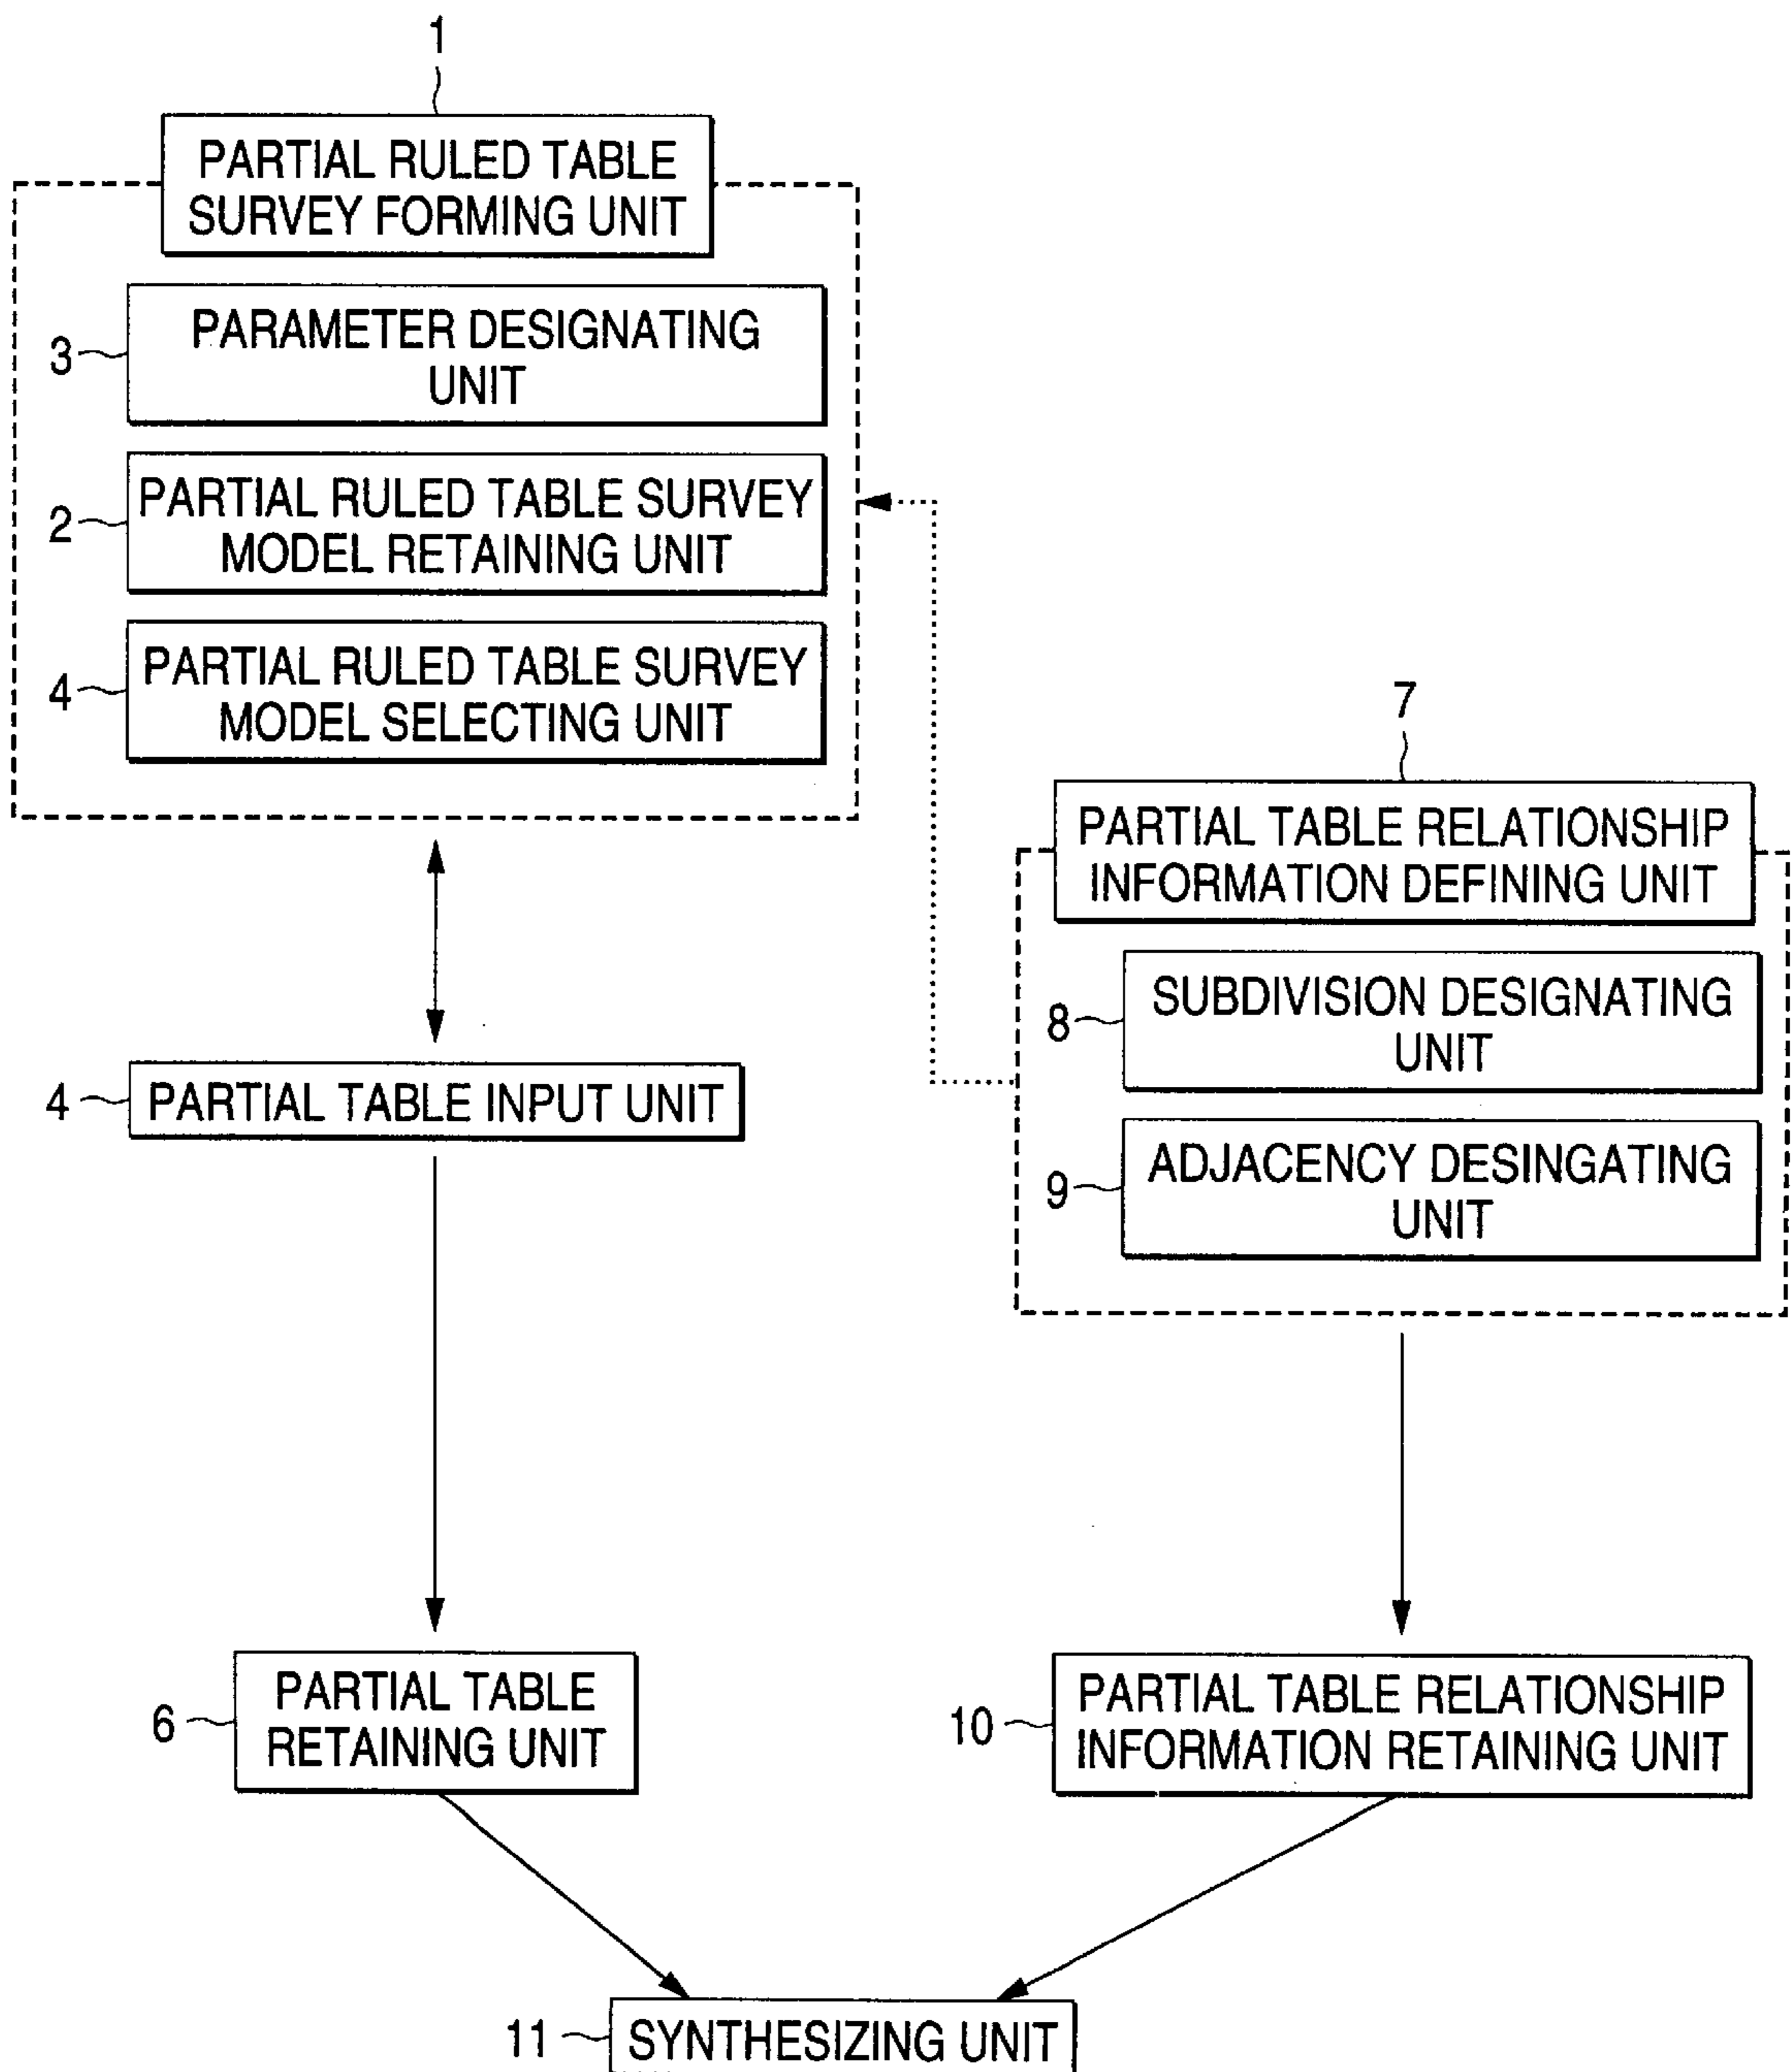 1
PARTIAL RULED TABLE
SURVEY FORMING UNIT
3
PARAMETER DESIGNATING
UNIT
2
PARTIAL RULED TABLE SURVEY
MODEL RETAINING UNIT
4
PARTIAL RULED TABLE SURVEY
MODEL SELECTING UNIT
7
PARTIAL TABLE RELATIONSHIP
INFORMATION DEFINING UNIT
8
SUBDIVISION DESIGNATING
UNIT
9
ADJACENCY DESINGATING
UNIT
4
PARTIAL TABLE INPUT UNIT
6
PARTIAL TABLE
RETAINING UNIT
10
PARTIAL TABLE RELATIONSHIP
INFORMATION RETAINING UNIT
11
SYNTHESIZING UNIT